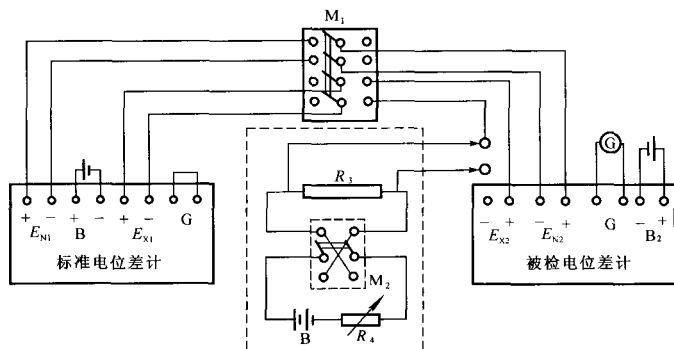 M₁
R₃
G
+ − + − + − G
E_N1 B E_X1
标准电位差计
M₂
B R₄
− + − + G − +
E_X2 E_N2 B₂
被检电位差计